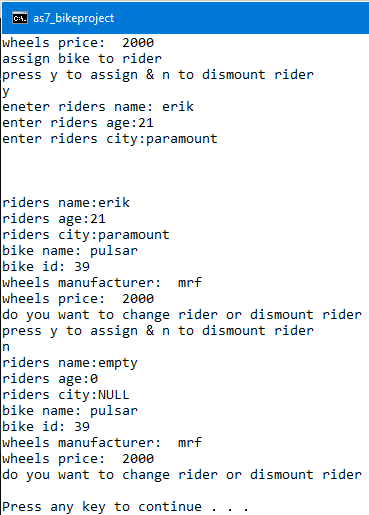 as7_bikeproject
wheels price:  2000
assign bike to rider
press y to assign & n to dismount rider
y
eneter riders name: erik
enter riders age:21
enter riders city:paramount
riders name:erik
riders age:21
riders city:paramount
bike name: pulsar
bike id: 39
wheels manufacturer:  mrf
wheels price:  2000
do you want to change rider or dismount rider
press y to assign & n to dismount rider
n
riders name:empty
riders age:0
riders city:NULL
bike name: pulsar
bike id: 39
wheels manufacturer:  mrf
wheels price:  2000
do you want to change rider or dismount rider
Press any key to continue . . .